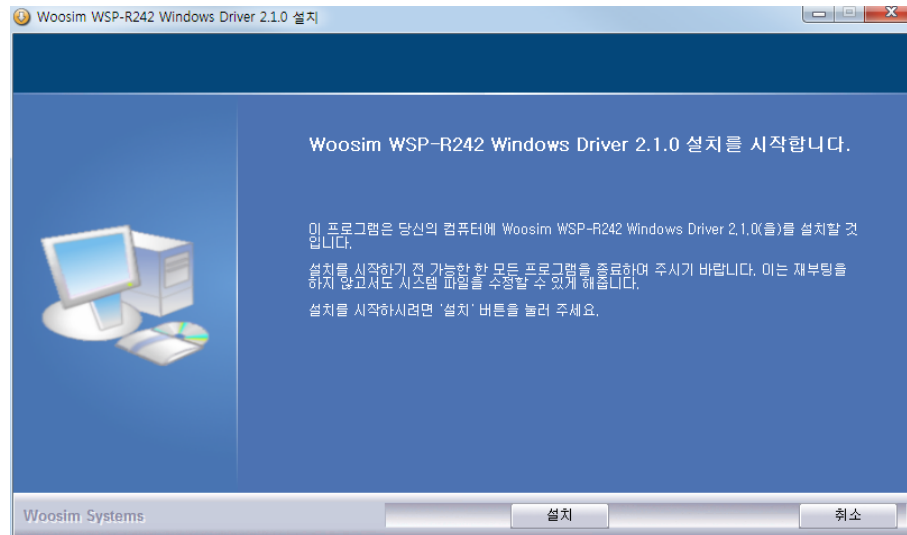 Woosim WSP-R242 Windows Driver 2.1.0 설치
Woosim WSP-R242 Windows Driver 2.1.0 설치를 시작합니다.
이 프로그램은 당신의 컴퓨터에 Woosim WSP-R242 Windows Driver 2.1.0(을)를 설치할 것
입니다.
설치를 시작하기 전 가능한 한 모든 프로그램을 종료하여 주시기 바랍니다. 이는 재부팅을
하지 않고서도 시스템 파일을 수정할 수 있게 해줍니다.
설치를 시작하시려면 '설치' 버튼을 눌러 주세요.
Woosim Systems
설치
취소